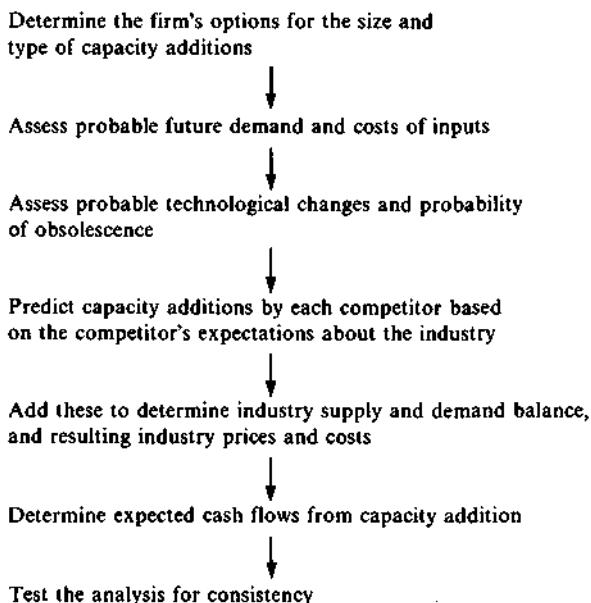 Determine the firm's options for the size and
type of capacity additions
Assess probable future demand and costs of inputs
Assess probable technological changes and probability
of obsolescence
Predict capacity additions by each competitor based
on the competitor's expectations about the industry
Add these to determine industry supply and demand balance,
and resulting industry prices and costs
Determine expected cash flows from capacity addition
Test the analysis for consistency